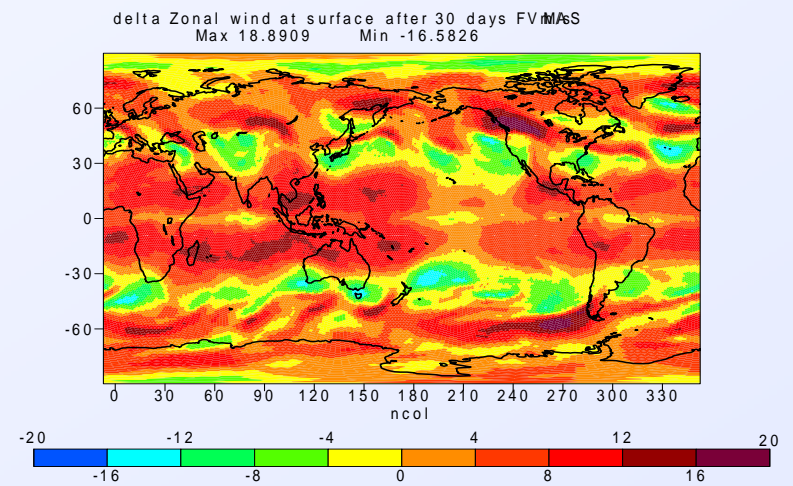 delta Zonal wind at surface after 30 days FVMAS
Max 18.8909 Min -16.5826
60
30
0
-30
-60
0 30 60 90 120 150 180 210 240 270 300 330
ncol
-20 -12 -4 4 12 20
-16 -8 0 8 16